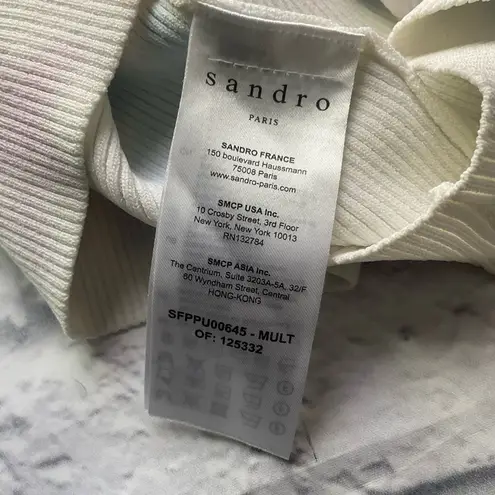 sandro
PARIS
SANDRO FRANCE
150 boulevard Haussmann
75008 Paris
www.sandro-paris.com
SMCP USA Inc.
10 Crosby Street, 3rd Floor
New York, New York 10013
RN132784
SMCP ASIA Inc.
The Centrium, Suite 3203A-5A, 32/F
60 Wyndham Street, Central
HONG-KONG
SFPPU00645 - MULT
OF: 125332